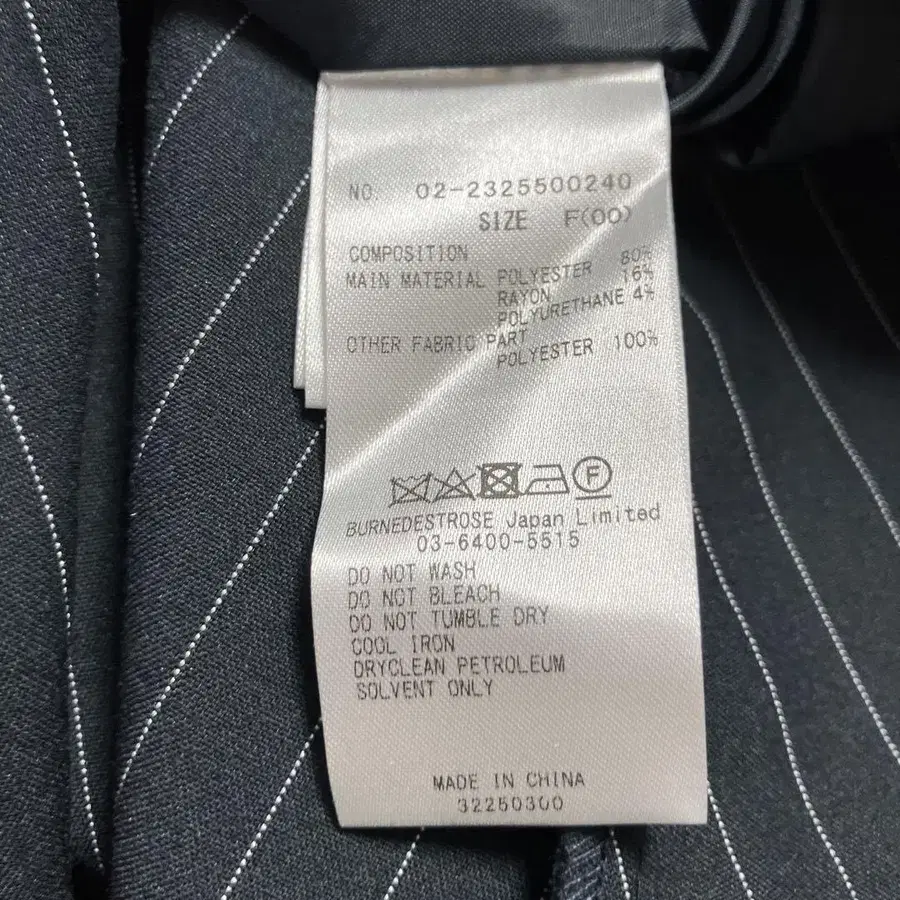 NO. 02-2325500240
SIZE F(00)
COMPOSITION
MAIN MATERIAL POLYESTER 80%
RAYON 16%
POLYURETHANE 4%
OTHER FABRIC PART
POLYESTER 100%
F
BURNEDESTROSE Japan Limited
03-6400-5515
DO NOT WASH
DO NOT BLEACH
DO NOT TUMBLE DRY
COOL IRON
DRYCLEAN PETROLEUM
SOLVENT ONLY
MADE IN CHINA
32250300